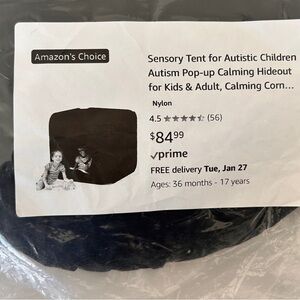 Amazon's Choice
Sensory Tent for Autistic Children
Autism Pop-up Calming Hideout
for Kids & Adult, Calming Corn...
Nylon
4.5 (56)
$84 99
prime
FREE delivery Tue, Jan 27
Ages: 36 months - 17 years